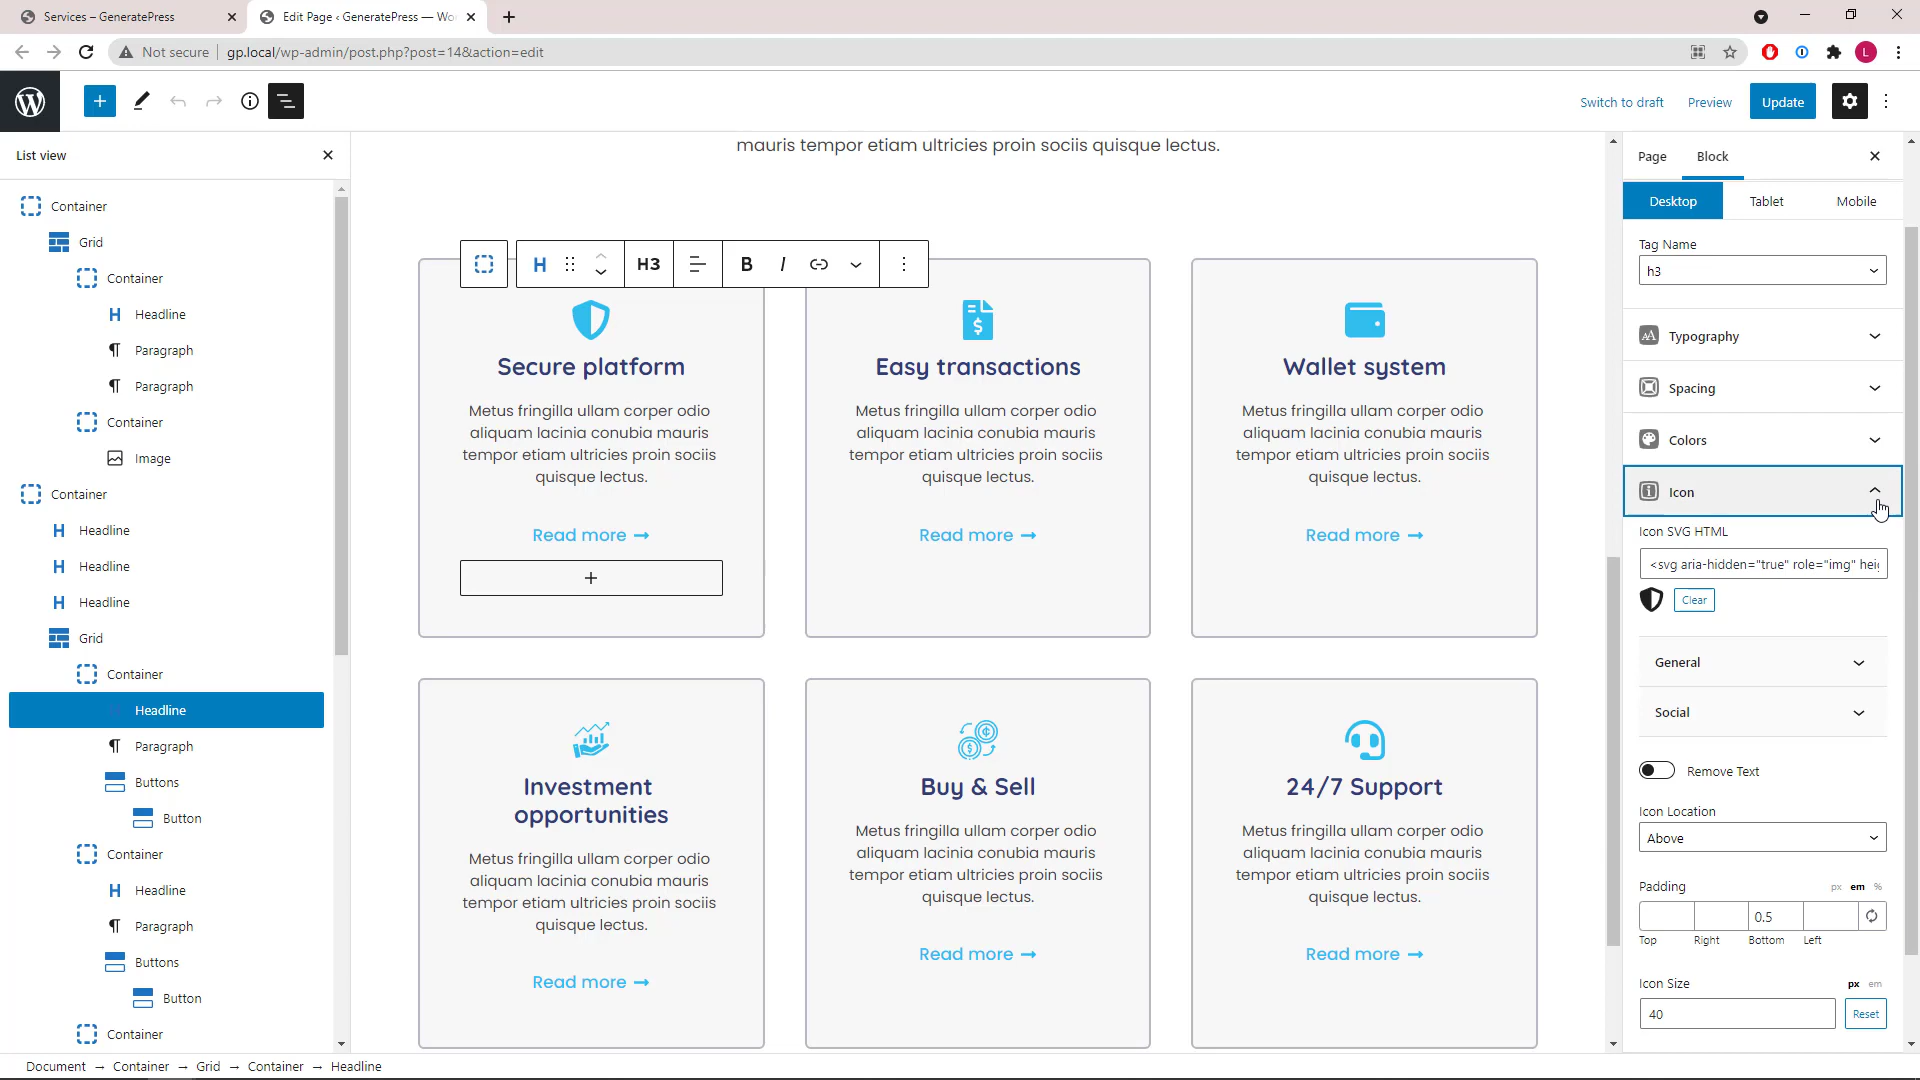 Services – GeneratePress
Edit Page ‹ GeneratePress — Wo
Not secure
gp.local/wp-admin/post.php?post=14&action=edit
L
Switch to draft
Preview
Update
List view
Container
Grid
Container
Headline
Paragraph
Paragraph
Container
Image
Container
Headline
Headline
Headline
Grid
Container
Headline
Paragraph
Buttons
Button
Container
Headline
Paragraph
Buttons
Button
Container
mauris tempor etiam ultricies proin sociis quisque lectus.
H H3 B I
Secure platform
Metus fringilla ullam corper odio
aliquam lacinia conubia mauris
tempor etiam ultricies proin sociis
quisque lectus.
Read more →
Easy transactions
Metus fringilla ullam corper odio
aliquam lacinia conubia mauris
tempor etiam ultricies proin sociis
quisque lectus.
Read more →
Wallet system
Metus fringilla ullam corper odio
aliquam lacinia conubia mauris
tempor etiam ultricies proin sociis
quisque lectus.
Read more →
Investment
opportunities
Metus fringilla ullam corper odio
aliquam lacinia conubia mauris
tempor etiam ultricies proin sociis
quisque lectus.
Read more →
Buy & Sell
Metus fringilla ullam corper odio
aliquam lacinia conubia mauris
tempor etiam ultricies proin sociis
quisque lectus.
Read more →
24/7 Support
Metus fringilla ullam corper odio
aliquam lacinia conubia mauris
tempor etiam ultricies proin sociis
quisque lectus.
Read more →
Page
Block
Desktop
Tablet
Mobile
Tag Name
h3
Typography
Spacing
Colors
Icon
Icon SVG HTML
<svg aria-hidden="true" role="img" hei
Clear
General
Social
Remove Text
Icon Location
Above
Padding
px em %
0.5
Top Right Bottom Left
Icon Size
px em
40
Reset
Document → Container → Grid → Container → Headline